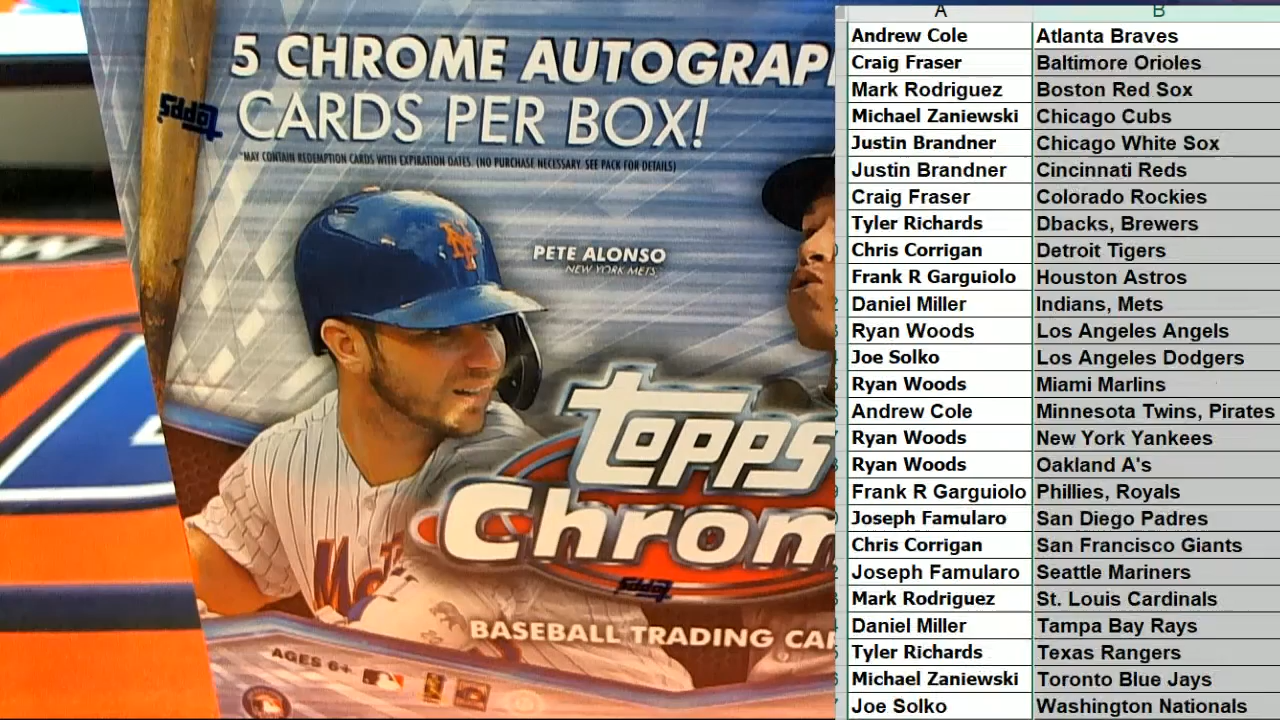 5 CHROME AUTOGRAP
CARDS PER BOX!
*MAY CONTAIN REDEMPTION CARDS WITH EXPIRATION DATES. (NO PURCHASE NECESSARY. SEE PACK FOR DETAILS)
topps
PETE ALONSO
NEW YORK METS
topps
Chrom
topps
BASEBALL TRADING CA
AGES 6+
A B
Andrew Cole Atlanta Braves
Craig Fraser Baltimore Orioles
Mark Rodriguez Boston Red Sox
Michael Zaniewski Chicago Cubs
Justin Brandner Chicago White Sox
Justin Brandner Cincinnati Reds
Craig Fraser Colorado Rockies
Tyler Richards Dbacks, Brewers
Chris Corrigan Detroit Tigers
Frank R Garguiolo Houston Astros
Daniel Miller Indians, Mets
Ryan Woods Los Angeles Angels
Joe Solko Los Angeles Dodgers
Ryan Woods Miami Marlins
Andrew Cole Minnesota Twins, Pirates
Ryan Woods New York Yankees
Ryan Woods Oakland A's
Frank R Garguiolo Phillies, Royals
Joseph Famularo San Diego Padres
Chris Corrigan San Francisco Giants
Joseph Famularo Seattle Mariners
Mark Rodriguez St. Louis Cardinals
Daniel Miller Tampa Bay Rays
Tyler Richards Texas Rangers
Michael Zaniewski Toronto Blue Jays
Joe Solko Washington Nationals